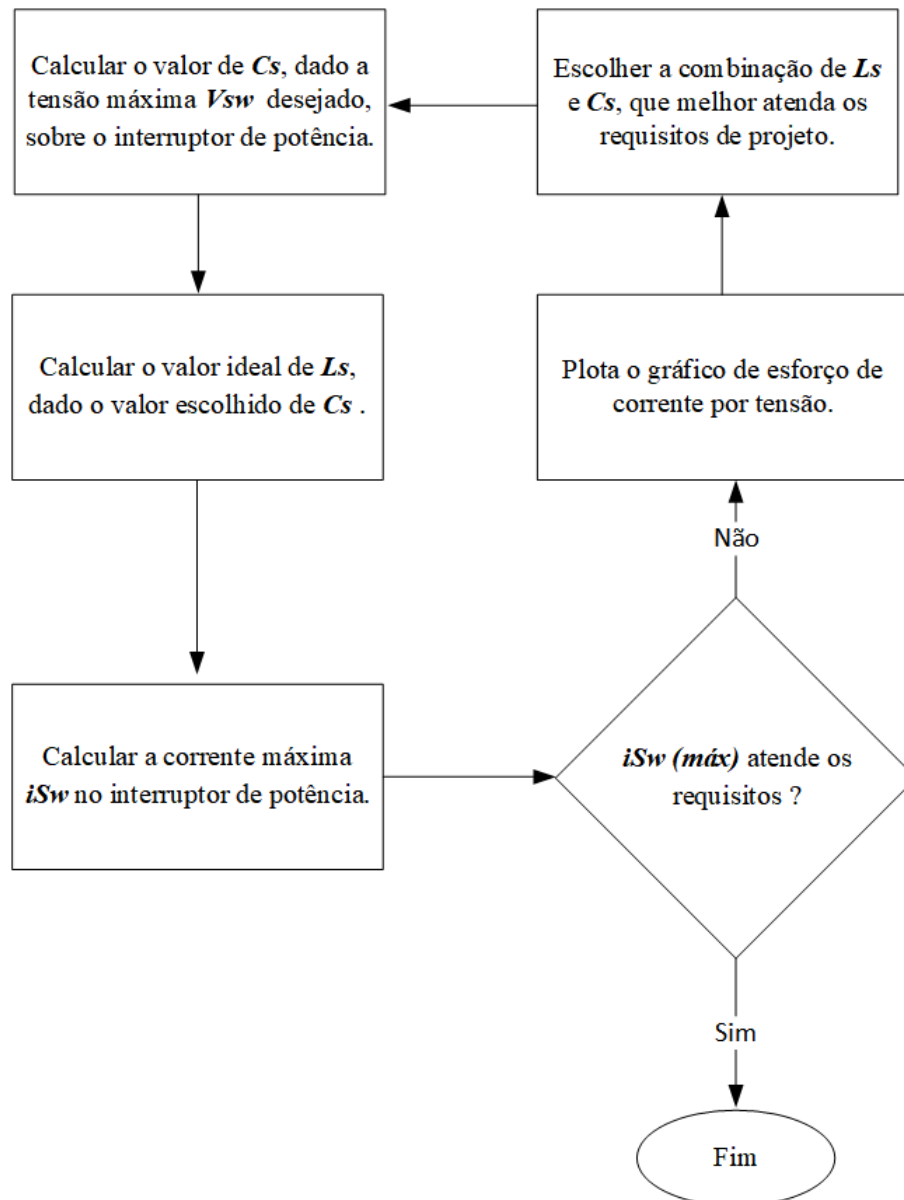 Calcular o valor de Cs, dado a
tensão máxima Vsw desejado,
sobre o interruptor de potência.
Escolher a combinação de Ls
e Cs, que melhor atenda os
requisitos de projeto.
Calcular o valor ideal de Ls,
dado o valor escolhido de Cs .
Plota o gráfico de esforço de
corrente por tensão.
Não
Calcular a corrente máxima
iSw no interruptor de potência.
iSw (máx) atende os
requisitos ?
Sim
Fim